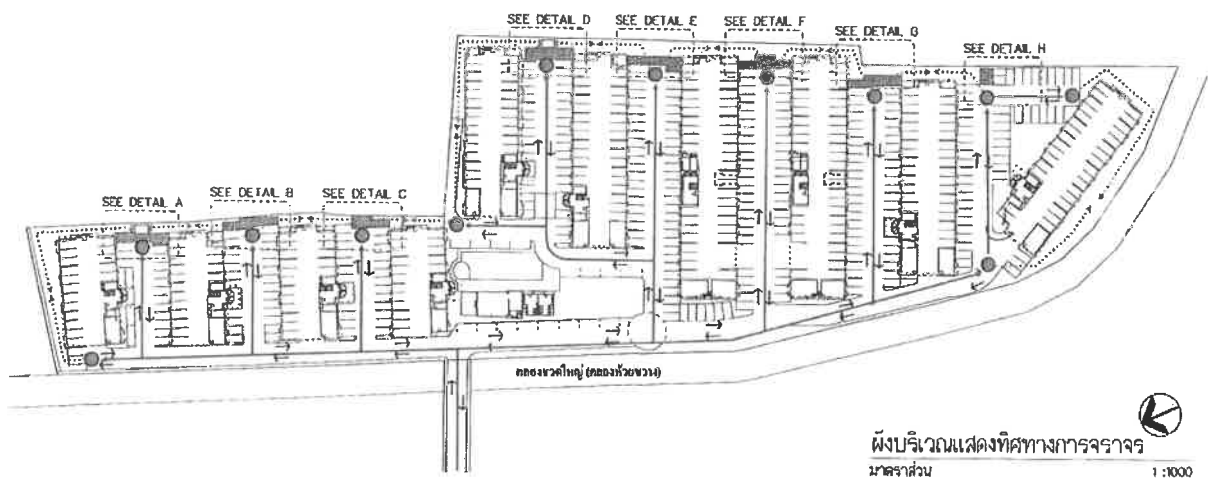 SEE DETAIL D
SEE DETAIL E
SEE DETAIL F
SEE DETAIL G
SEE DETAIL H
SEE DETAIL A
SEE DETAIL B
SEE DETAIL C
คลองขวดใหญ่ (คลองห้วยขวาง)
ผังบริเวณแสดงทิศทางการจราจร
มาตราส่วน 1:1000